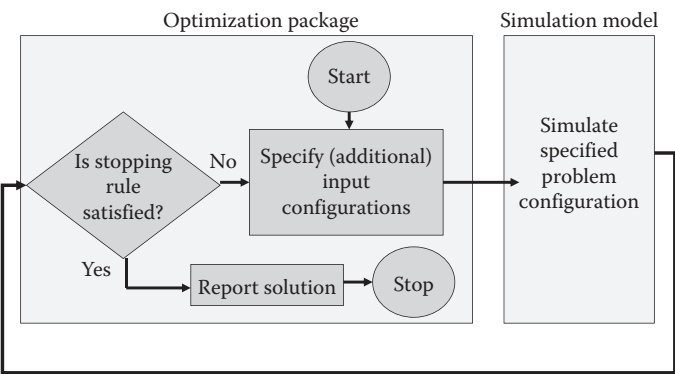 Optimization package
Simulation model
Start
Is stopping
rule
satisfied?
No
Specify (additional)
input
configurations
Simulate
specified
problem
configuration
Yes
Report solution
Stop